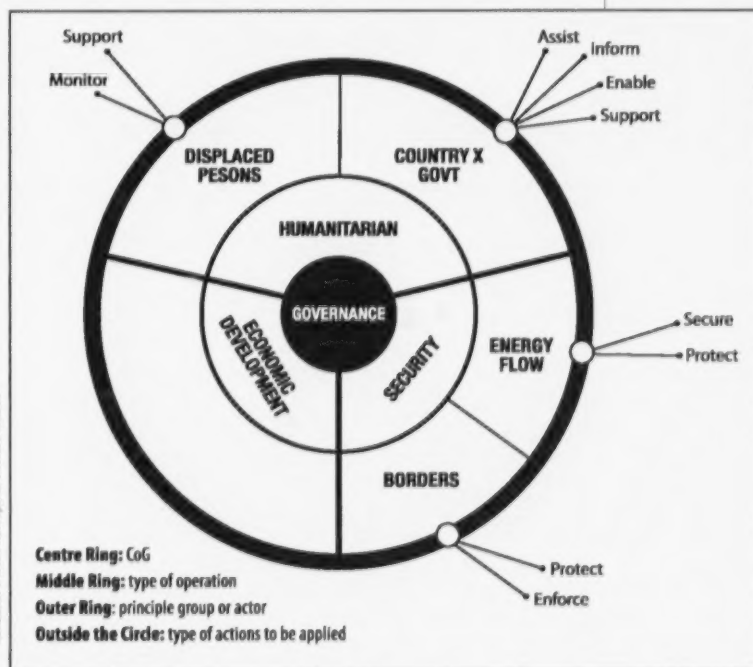 Support
Monitor
Assist
Inform
Enable
Support
DISPLACED
PESONS
COUNTRY X
GOVT
HUMANITARIAN
GOVERNANCE
ECONOMIC
DEVELOPMENT
SECURITY
ENERGY
FLOW
Secure
Protect
BORDERS
Protect
Enforce
Centre Ring: CoG
Middle Ring: type of operation
Outer Ring: principle group or actor
Outside the Circle: type of actions to be applied